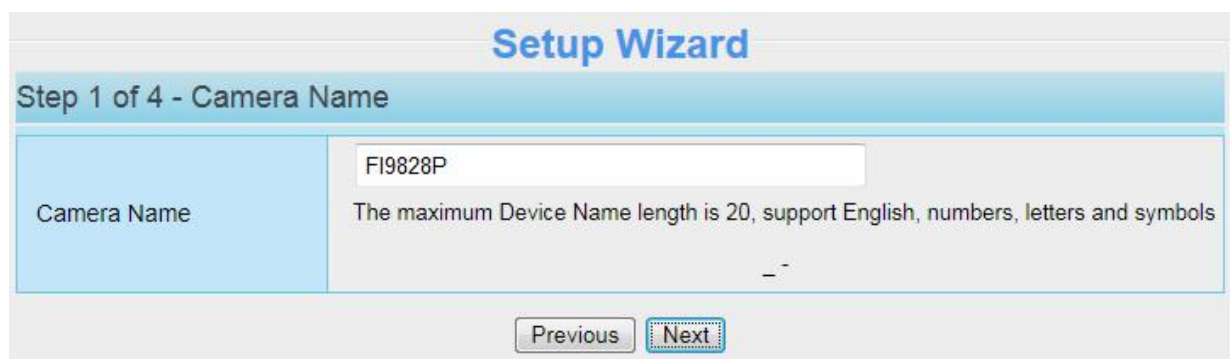 Setup Wizard
Step 1 of 4 - Camera Name
Camera Name
FI9828P
The maximum Device Name length is 20, support English, numbers, letters and symbols
_ -
Previous Next